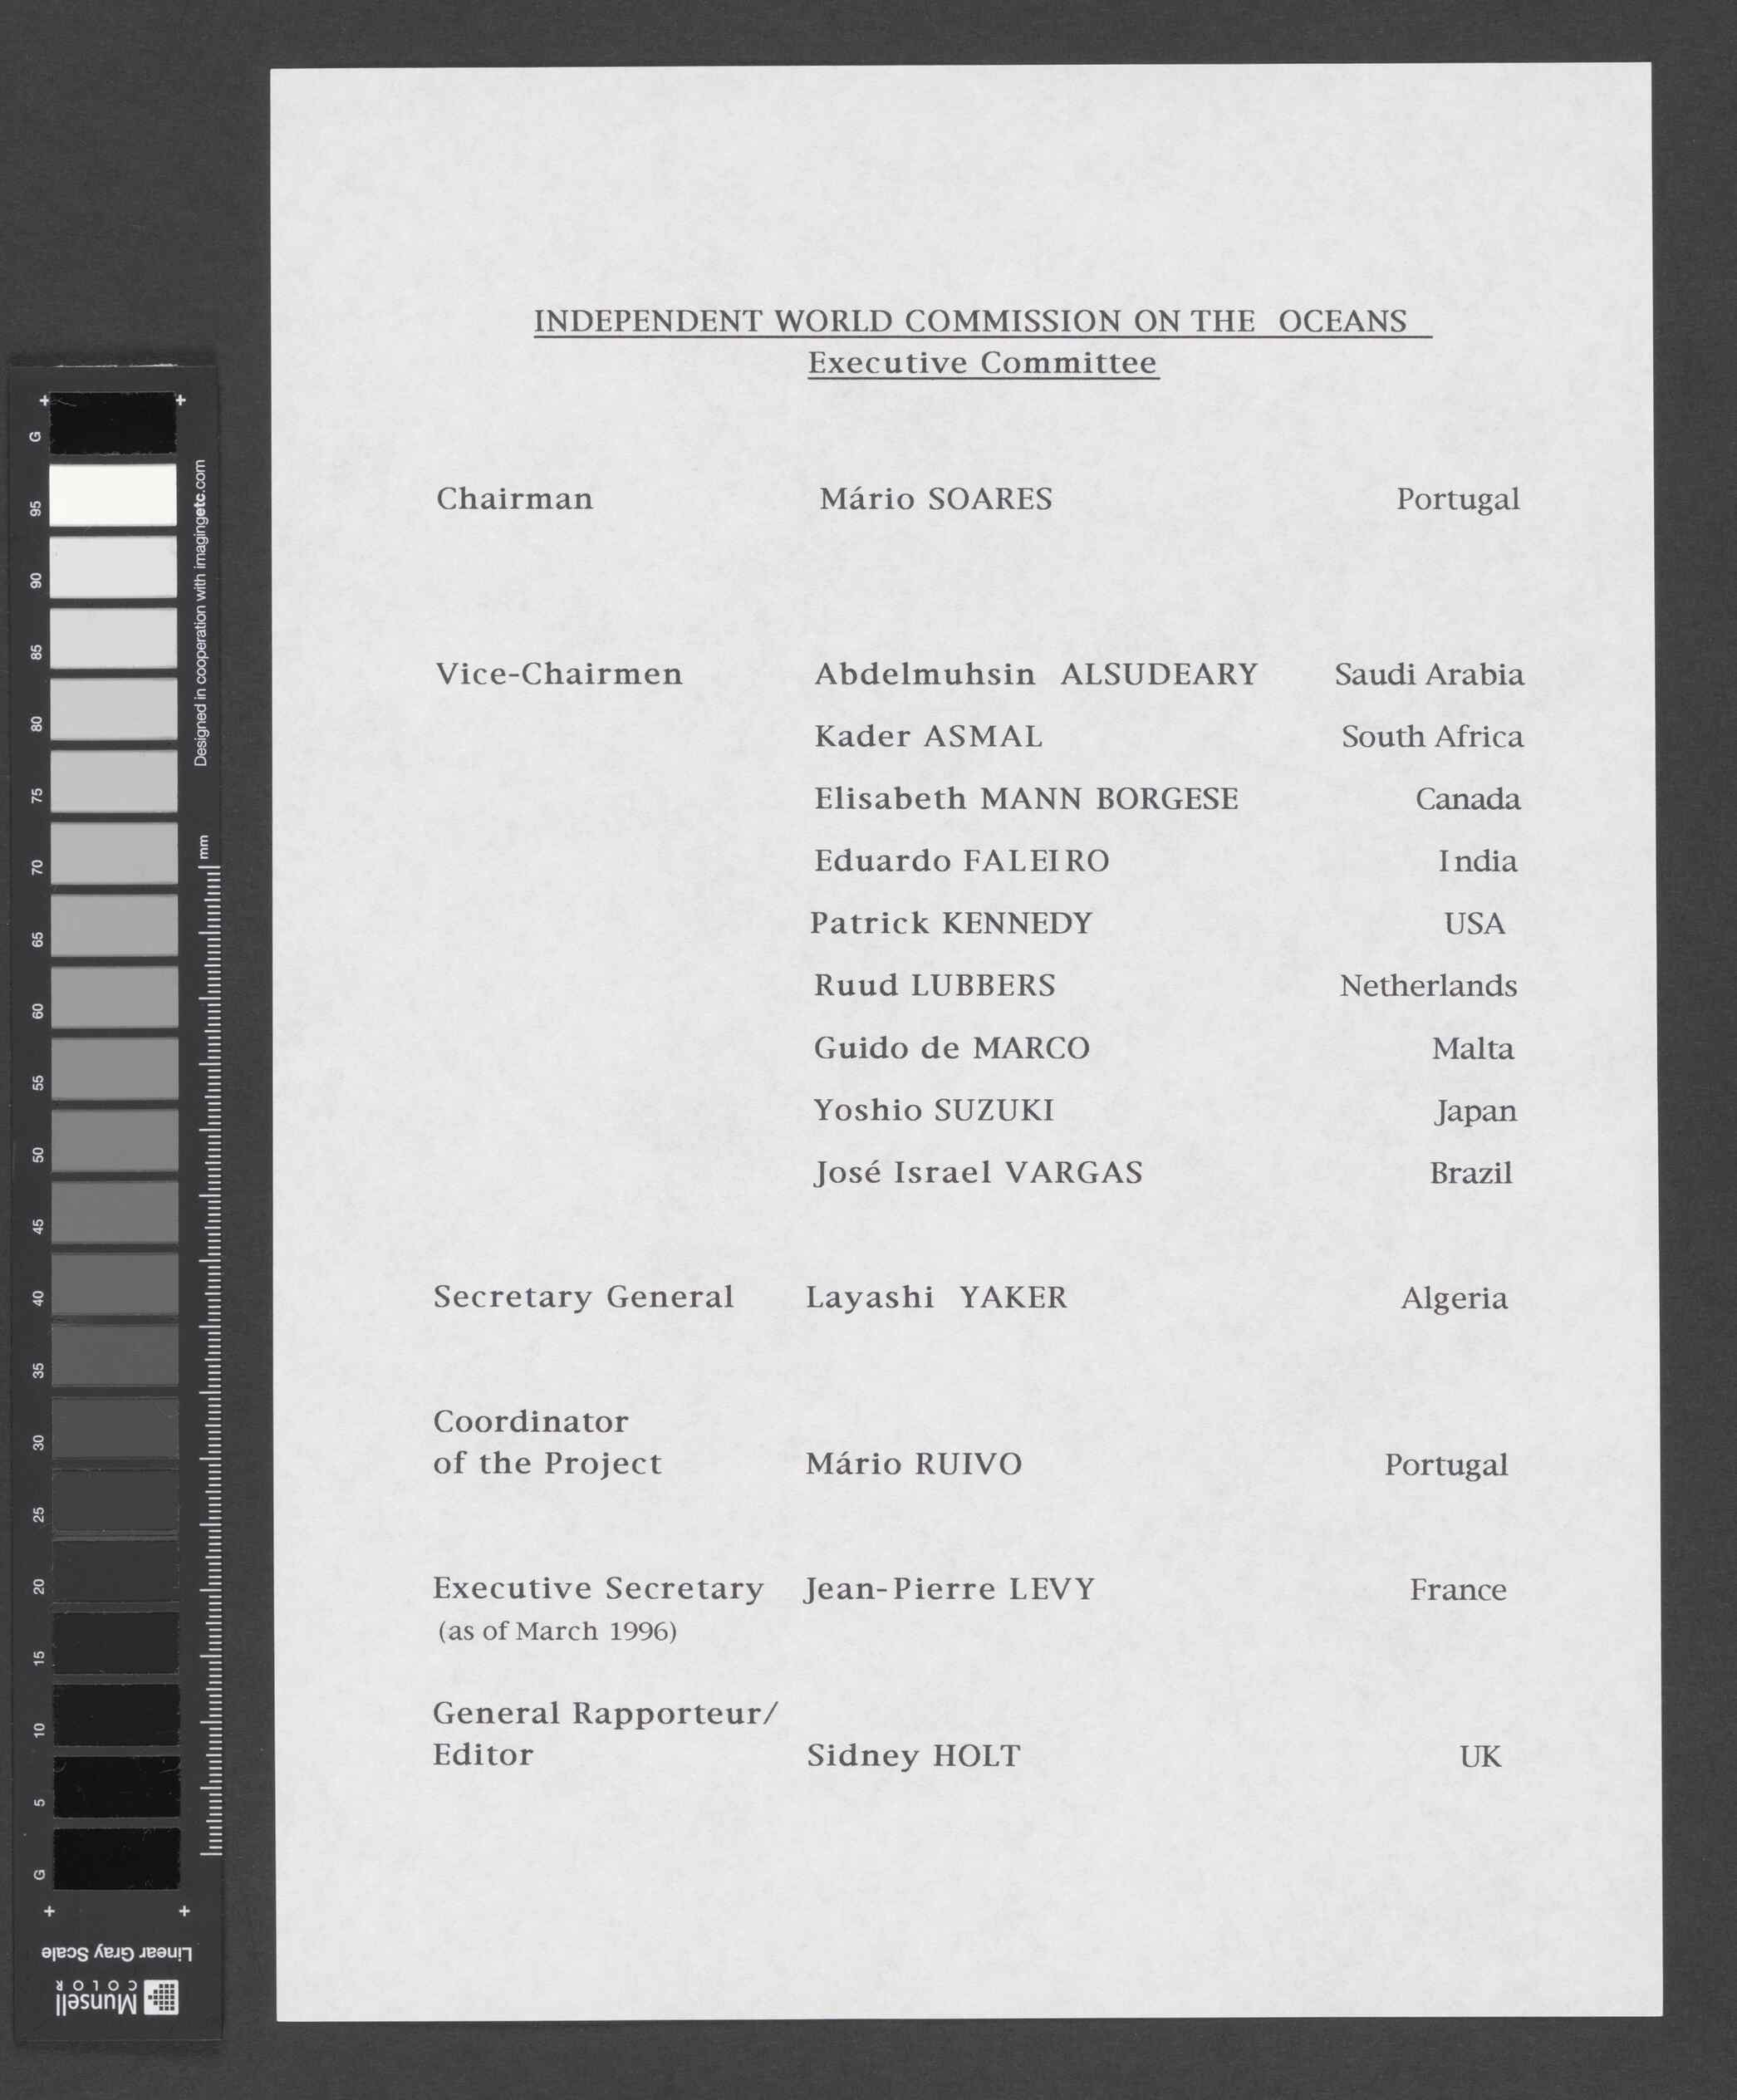 INDEPENDENT WORLD COMMISSION ON THE OCEANS
Executive Committee
Chairman Mário SOARES Portugal
Vice-Chairmen Abdelmuhsin ALSUDEARY Saudi Arabia
Kader ASMAL South Africa
Elisabeth MANN BORGESE Canada
Eduardo FALEIRO India
Patrick KENNEDY USA
Ruud LUBBERS Netherlands
Guido de MARCO Malta
Yoshio SUZUKI Japan
José Israel VARGAS Brazil
Secretary General Layashi YAKER Algeria
Coordinator
of the Project Mário RUIVO Portugal
Executive Secretary Jean-Pierre LEVY France
(as of March 1996)
General Rapporteur/
Editor Sidney HOLT UK
G
95
90
85
80
75
70
65
60
55
50
45
40
35
30
25
20
15
10
5
G
Designed in cooperation with imagingetc.com
mm
Linear Gray Scale
Munsell
COLOR